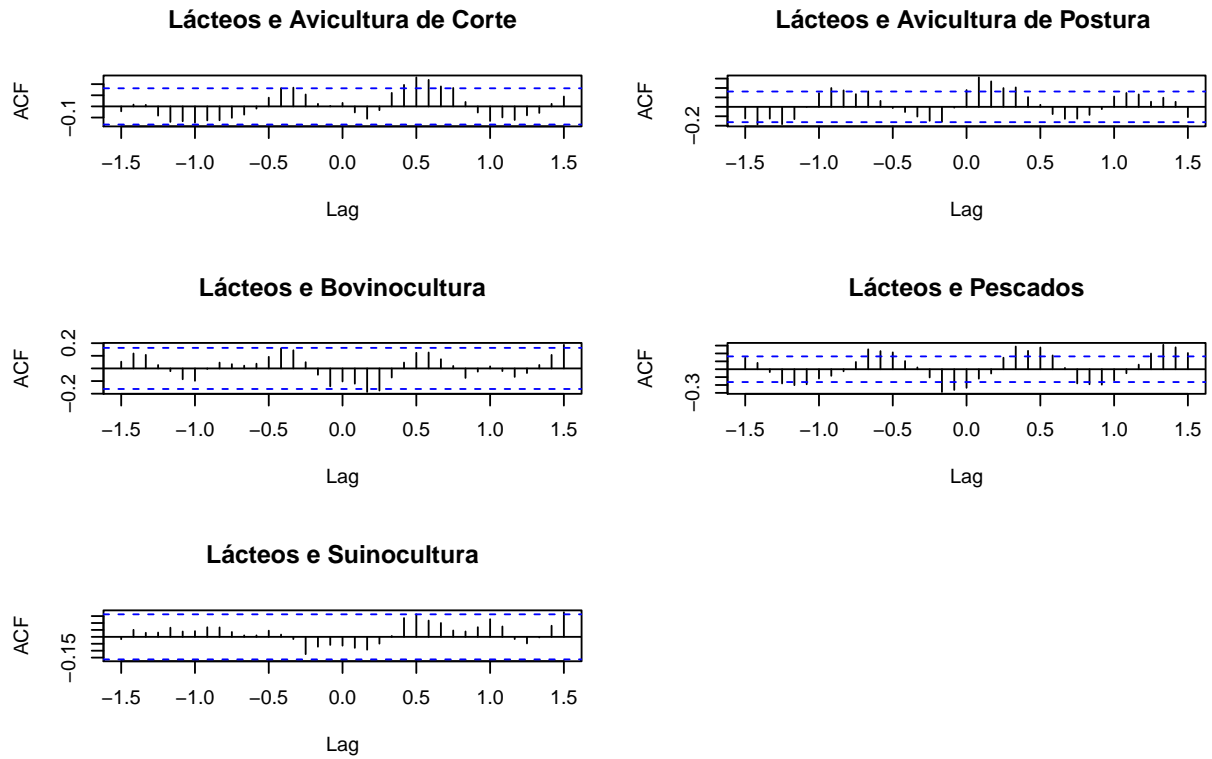 Lácteos e Avicultura de Corte
ACF
−0.1
−1.5 −1.0 −0.5 0.0 0.5 1.0 1.5
Lag
Lácteos e Avicultura de Postura
ACF
−0.2
−1.5 −1.0 −0.5 0.0 0.5 1.0 1.5
Lag
Lácteos e Bovinocultura
ACF
−0.2 0.2
−1.5 −1.0 −0.5 0.0 0.5 1.0 1.5
Lag
Lácteos e Pescados
ACF
−0.3
−1.5 −1.0 −0.5 0.0 0.5 1.0 1.5
Lag
Lácteos e Suinocultura
ACF
−0.15
−1.5 −1.0 −0.5 0.0 0.5 1.0 1.5
Lag